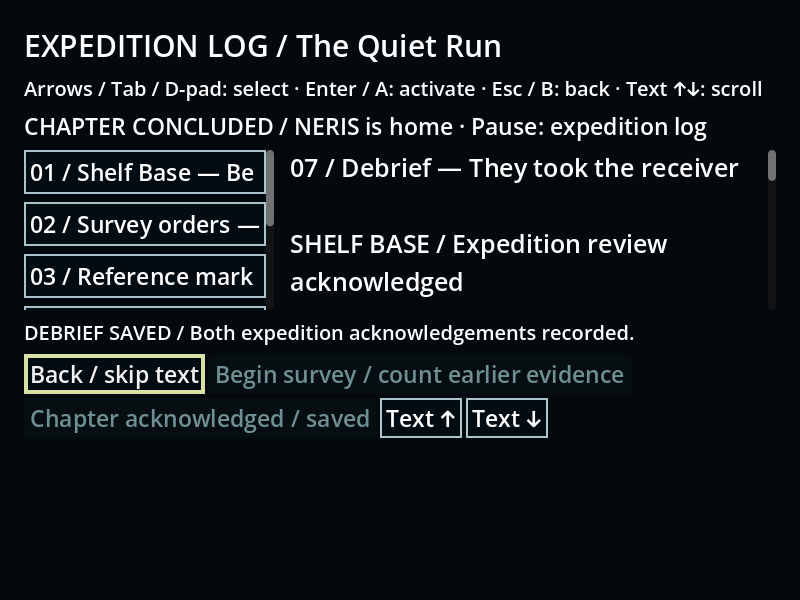 EXPEDITION LOG / The Quiet Run
Arrows / Tab / D-pad: select · Enter / A: activate · Esc / B: back · Text ↑↓: scroll
CHAPTER CONCLUDED / NERIS is home · Pause: expedition log
01 / Shelf Base — Be
02 / Survey orders —
03 / Reference mark
07 / Debrief — They took the receiver
SHELF BASE / Expedition review
acknowledged
DEBRIEF SAVED / Both expedition acknowledgements recorded.
Back / skip text
Begin survey / count earlier evidence
Chapter acknowledged / saved
Text ↑
Text ↓